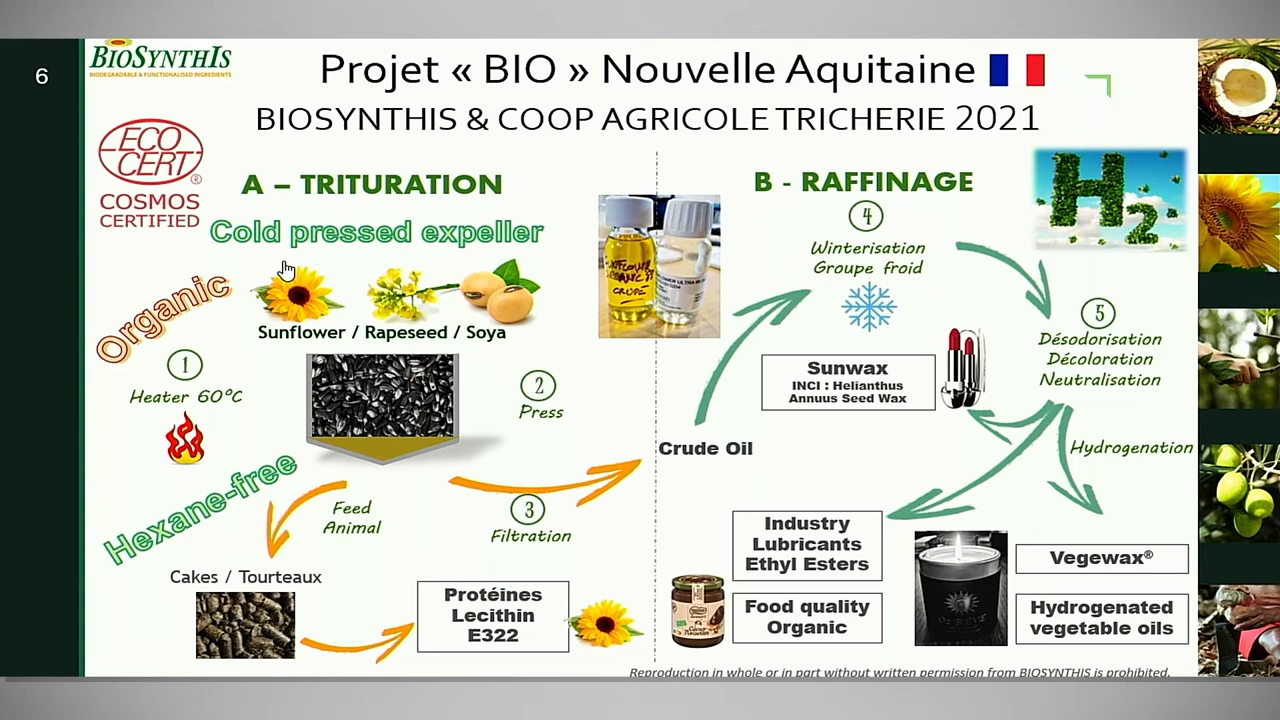 6
BIOSYNTHIS
BIODEGRADABLE & FUNCTIONALISED INGREDIENTS
Projet « BIO » Nouvelle Aquitaine
BIOSYNTHIS & COOP AGRICOLE TRICHERIE 2021
ECO
CERT
®
COSMOS
CERTIFIED
A – TRITURATION
Cold pressed expeller
Organic
Sunflower / Rapeseed / Soya
1
Heater 60°C
2
Press
Hexane-free
Feed
Animal
3
Filtration
Cakes / Tourteaux
Protéines
Lecithin
E322
CRUDE
Crude Oil
B - RAFFINAGE
H2
4
Winterisation
Groupe froid
5
Désodorisation
Décoloration
Neutralisation
Sunwax
INCI : Helianthus
Annuus Seed Wax
Hydrogenation
Industry
Lubricants
Ethyl Esters
Food quality
Organic
Vegewax®
Hydrogenated
vegetable oils
Reproduction in whole or in part without written permission from BIOSYNTHIS is prohibited.